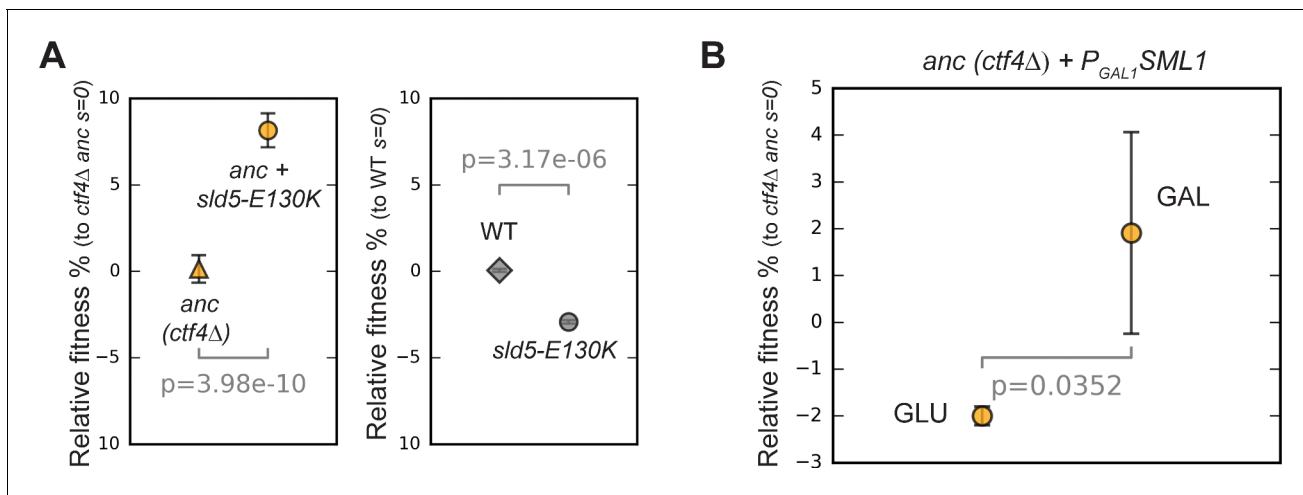 A
Relative fitness % (to ctf4Δ anc s=0)
10
5
0
−5
10
anc +
sld5-E130K
anc
(ctf4Δ)
p=3.98e-10
Relative fitness % (to WT s=0)
10
5
0
−5
10
p=3.17e-06
WT
sld5-E130K
B
anc (ctf4Δ) + PGAL1SML1
Relative fitness % (to ctf4Δ anc s=0)
5
4
3
2
1
0
−1
−2
−3
GAL
p=0.0352
GLU